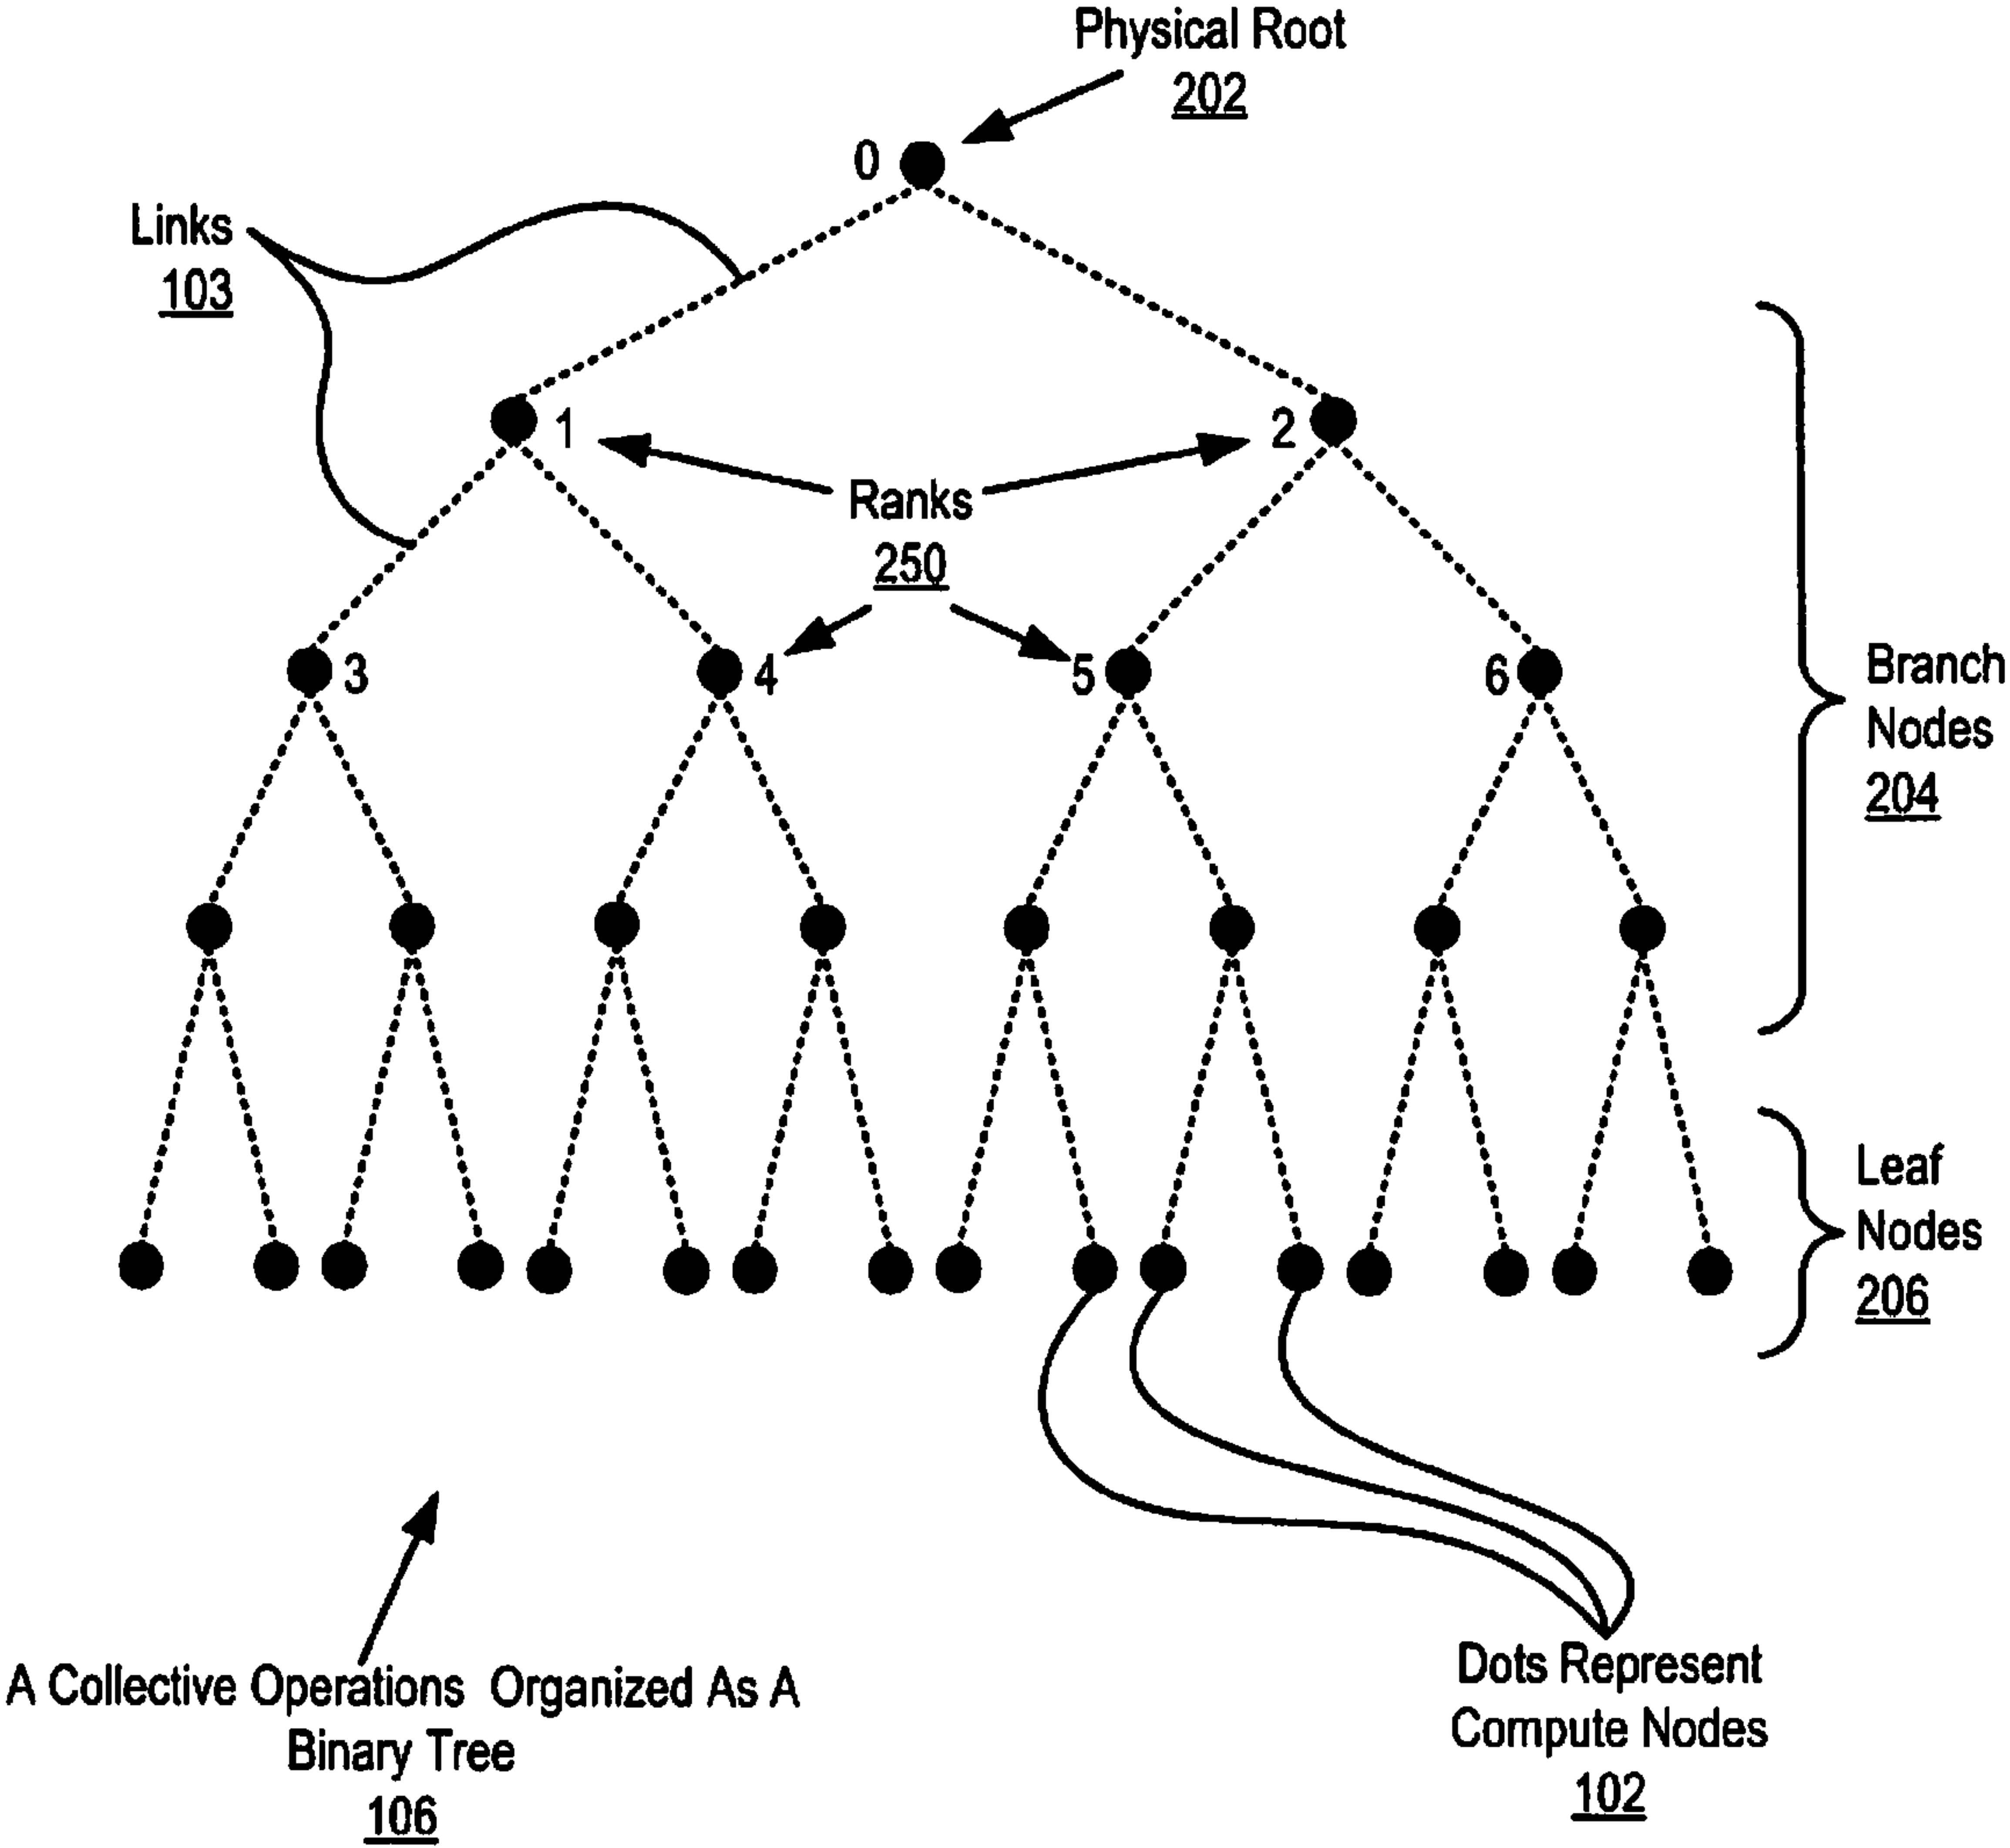 Physical Root
202
0
Links
103
1
2
Ranks
250
3
4
5
6
Branch
Nodes
204
Leaf
Nodes
206
A Collective Operations Organized As A
Binary Tree
106
Dots Represent
Compute Nodes
102